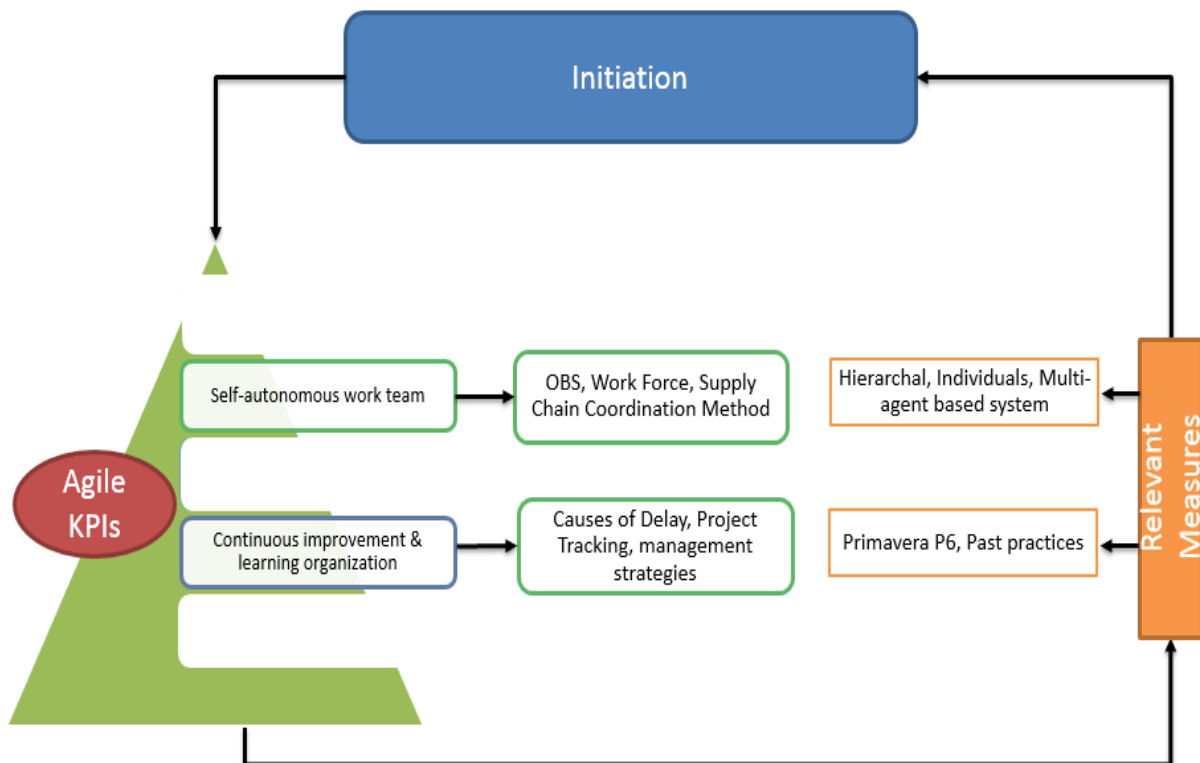 Initiation
Self-autonomous work team
OBS, Work Force, Supply
Chain Coordination Method
Hierarchal, Individuals, Multi-
agent based system
Agile
KPIs
Continuous improvement &
learning organization
Causes of Delay, Project
Tracking, management
strategies
Primavera P6, Past practices
Relevant
Measures